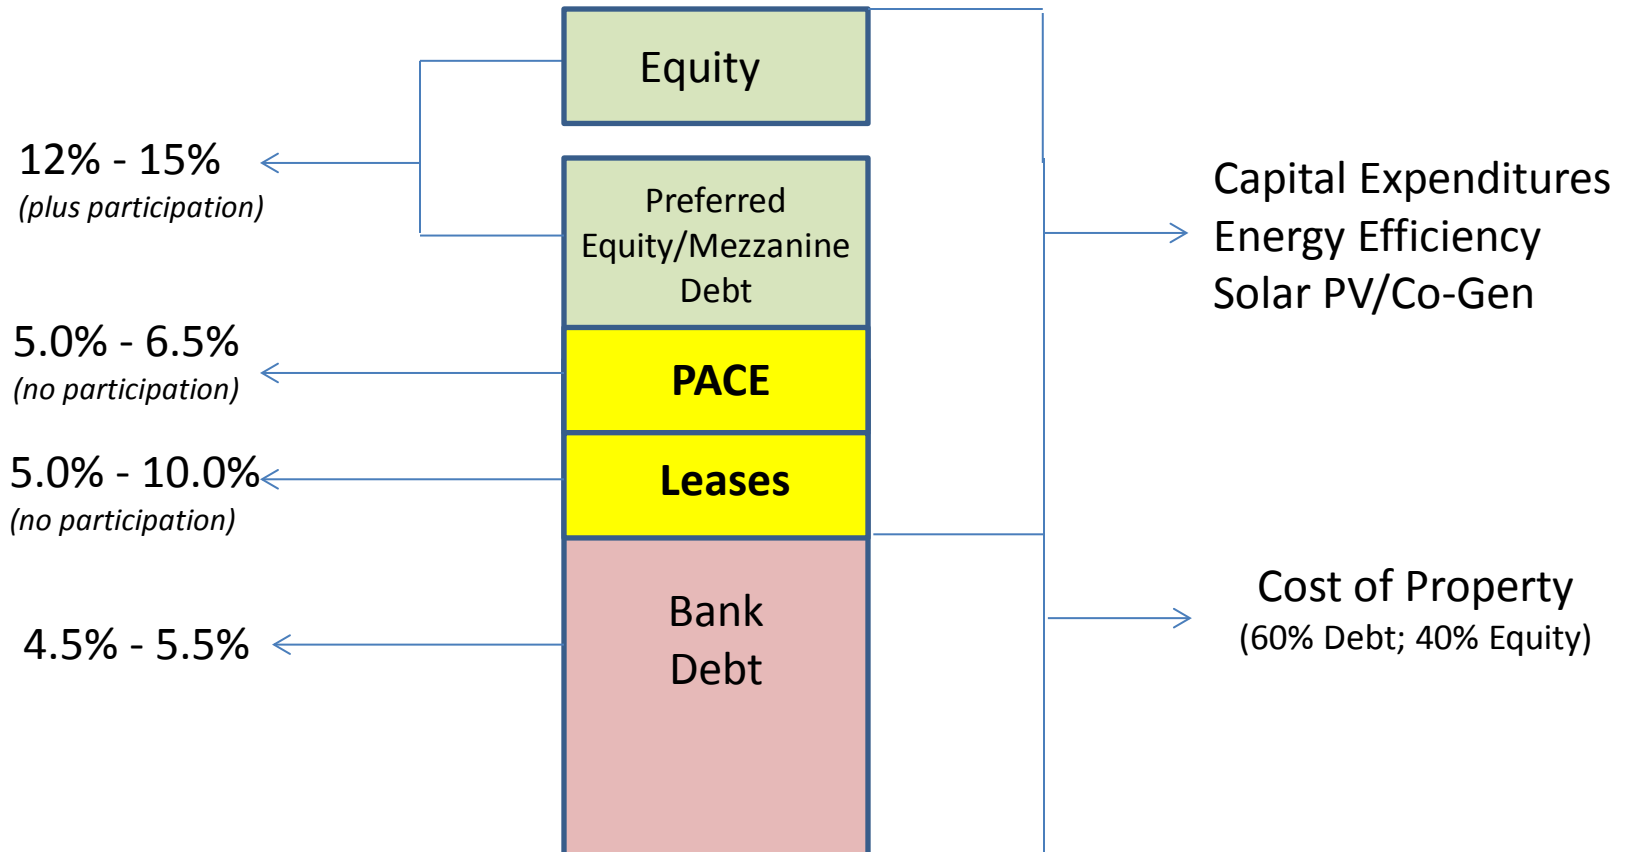 Equity
12% - 15%
(plus participation)
Preferred
Equity/Mezzanine
Debt
5.0% - 6.5%
(no participation)
PACE
5.0% - 10.0%
(no participation)
Leases
4.5% - 5.5%
Bank
Debt
Capital Expenditures
Energy Efficiency
Solar PV/Co-Gen
Cost of Property
(60% Debt; 40% Equity)